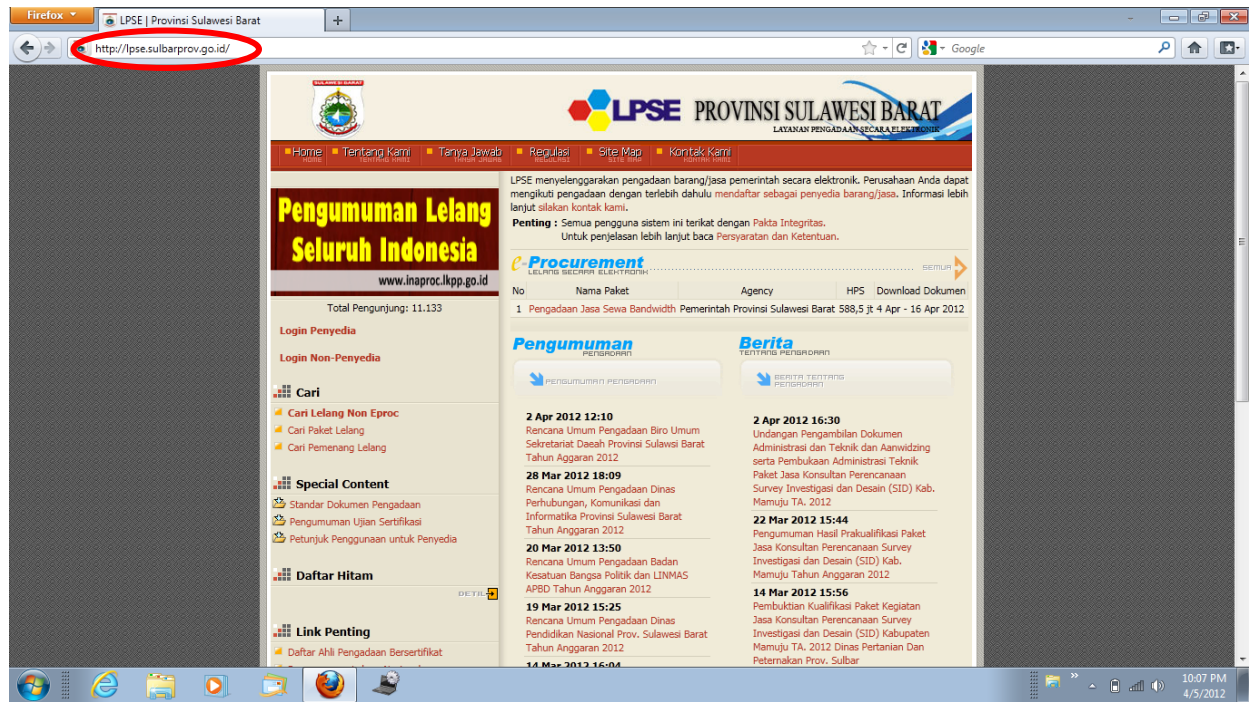 Firefox
LPSE | Provinsi Sulawesi Barat
http://lpse.sulbarprov.go.id/
Google
SULAWESI BARAT
LPSE PROVINSI SULAWESI BARAT
LAYANAN PENGADAAN SECARA ELEKTRONIK
Home Tentang Kami Tanya Jawab Regulasi Site Map Kontak Kami
HOME TENTANG KAMI TANYA JAWAB REGULASI SITE MAP KONTAK KAMI
Pengumuman Lelang
Seluruh Indonesia
www.inaproc.lkpp.go.id
Total Pengunjung: 11.133
Login Penyedia
Login Non-Penyedia
Cari
Cari Lelang Non Eproc
Cari Paket Lelang
Cari Pemenang Lelang
Special Content
Standar Dokumen Pengadaan
Pengumuman Ujian Sertifikasi
Petunjuk Penggunaan untuk Penyedia
Daftar Hitam
DETIL
Link Penting
Daftar Ahli Pengadaan Bersertifikat
LPSE menyelenggarakan pengadaan barang/jasa pemerintah secara elektronik. Perusahaan Anda dapat
mengikuti pengadaan dengan terlebih dahulu mendaftar sebagai penyedia barang/jasa. Informasi lebih
lanjut silakan kontak kami.
Penting : Semua pengguna sistem ini terikat dengan Pakta Integritas.
Untuk penjelasan lebih lanjut baca Persyaratan dan Ketentuan.
e-Procurement
LELANG SECARA ELEKTRONIK
SEMUA
No Nama Paket Agency HPS Download Dokumen
1 Pengadaan Jasa Sewa Bandwidth Pemerintah Provinsi Sulawesi Barat 588,5 jt 4 Apr - 16 Apr 2012
Pengumuman
PENGADAAN
PENGUMUMAN PENGADAAN
2 Apr 2012 12:10
Rencana Umum Pengadaan Biro Umum
Sekretariat Daeah Provinsi Sulawsi Barat
Tahun Aggaran 2012
28 Mar 2012 18:09
Rencana Umum Pengadaan Dinas
Perhubungan, Komunikasi dan
Informatika Provinsi Sulawesi Barat
Tahun Anggaran 2012
20 Mar 2012 13:50
Rencana Umum Pengadaan Badan
Kesatuan Bangsa Politik dan LINMAS
APBD Tahun Anggaran 2012
19 Mar 2012 15:25
Rencana Umum Pengadaan Dinas
Pendidikan Nasional Prov. Sulawesi Barat
Tahun Anggaran 2012
14 Mar 2012 16:04
Berita
TENTANG PENGADAAN
BERITA TENTANG
PENGADAAN
2 Apr 2012 16:30
Undangan Pengambilan Dokumen
Administrasi dan Teknik dan Aanwidzing
serta Pembukaan Administrasi Teknik
Paket Jasa Konsultan Perencanaan
Survey Investigasi dan Desain (SID) Kab.
Mamuju TA. 2012
22 Mar 2012 15:44
Pengumuman Hasil Prakualifikasi Paket
Jasa Konsultan Perencanaan Survey
Investigasi dan Desain (SID) Kab.
Mamuju Tahun Anggaran 2012
14 Mar 2012 15:56
Pembuktian Kualifikasi Paket Kegiatan
Jasa Konsultan Perencanaan Survey
Investigasi dan Desain (SID) Kabupaten
Mamuju TA. 2012 Dinas Pertanian Dan
Peternakan Prov. Sulbar
10:07 PM
4/5/2012